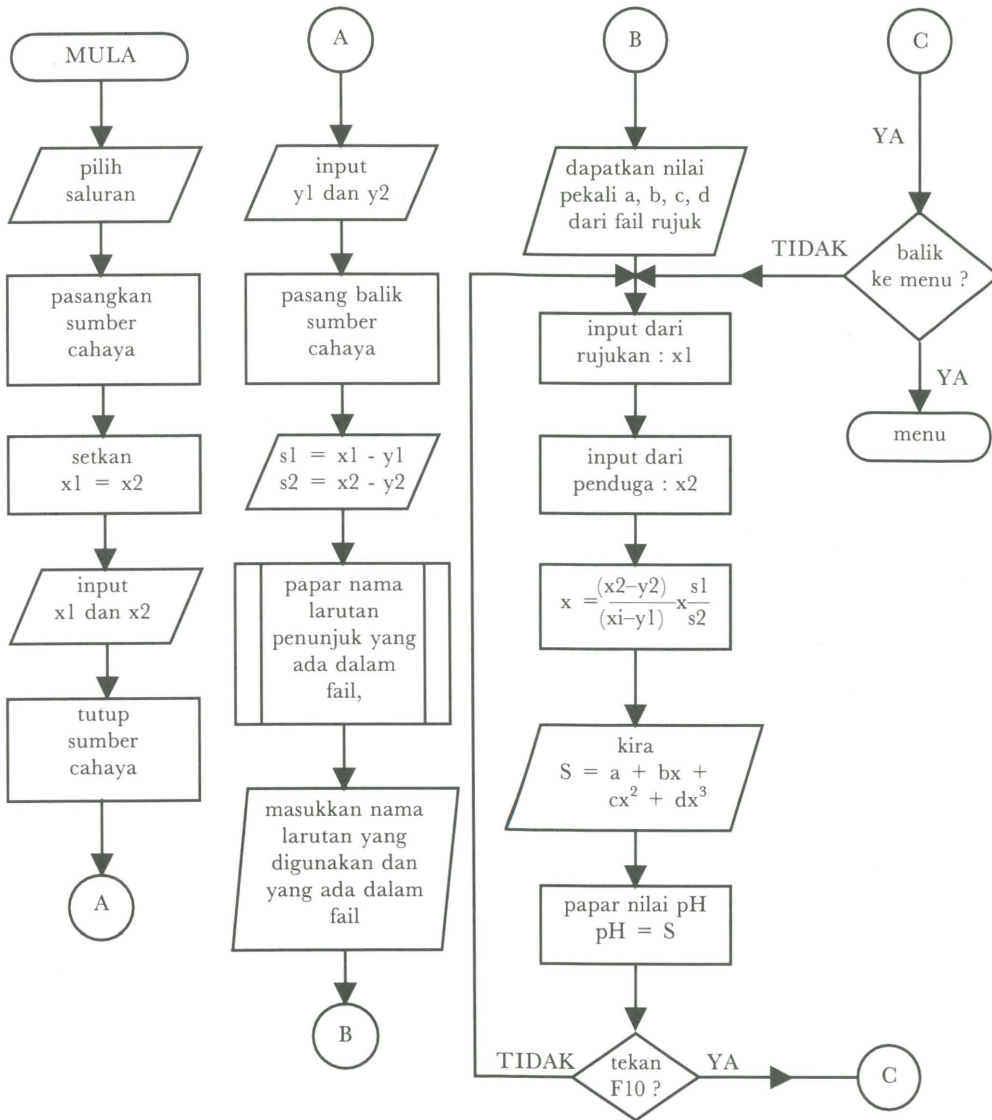 MULA
pilih
saluran
pasangkan
sumber
cahaya
setkan
x1 = x2
input
x1 dan x2
tutup
sumber
cahaya
A
A
input
y1 dan y2
pasang balik
sumber
cahaya
s1 = x1 - y1
s2 = x2 - y2
papar nama
larutan
penunjuk yang
ada dalam
fail,
masukkan nama
larutan yang
digunakan dan
yang ada dalam
fail
B
B
dapatkan nilai
pekali a, b, c, d
dari fail rujuk
input dari
rujukan : x1
input dari
penduga : x2
x = (x2–y2)/(xi–y1) x s1/s2
kira
S = a + bx +
cx² + dx³
papar nilai pH
pH = S
tekan
F10 ?
TIDAK
YA
C
C
YA
balik
ke menu ?
TIDAK
YA
menu